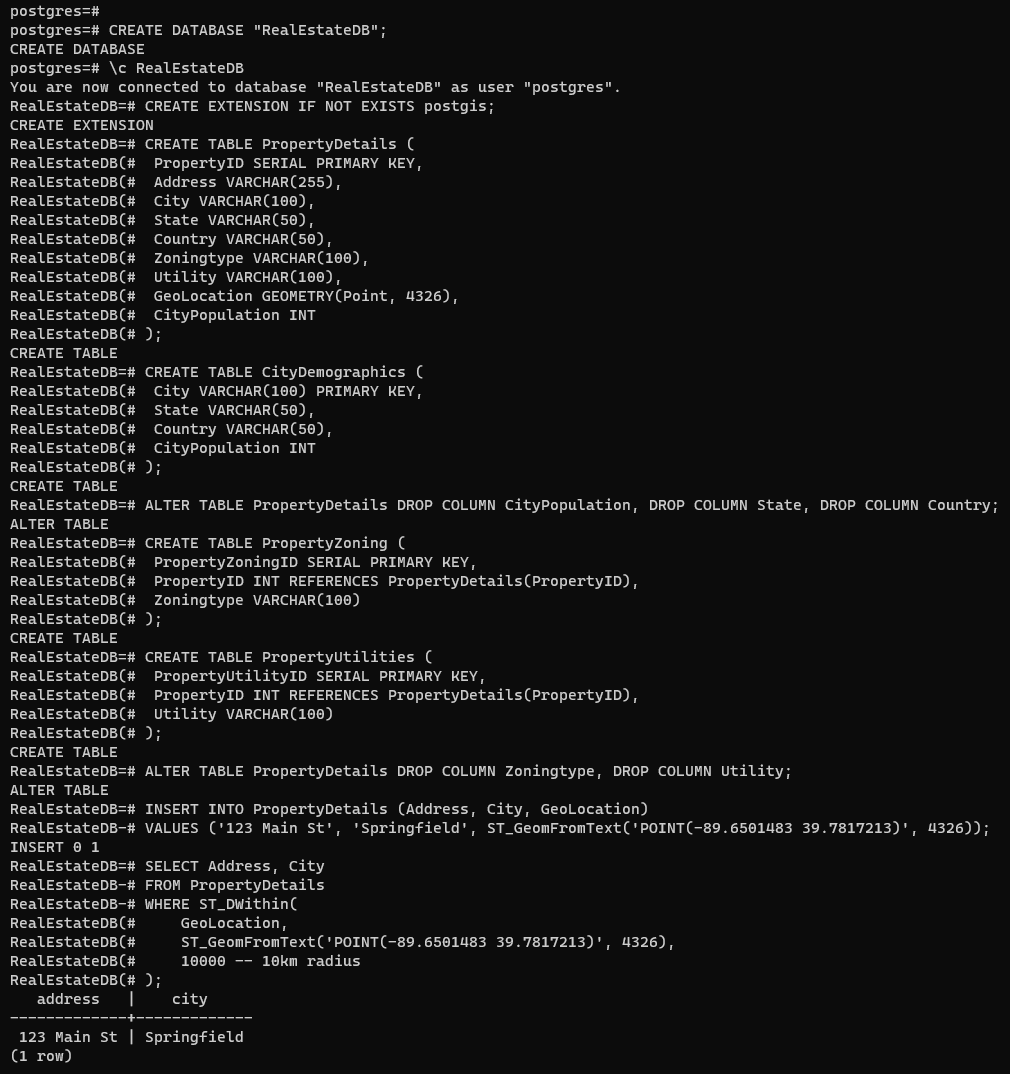 postgres=#
postgres=# CREATE DATABASE "RealEstateDB";
CREATE DATABASE
postgres=# \c RealEstateDB
You are now connected to database "RealEstateDB" as user "postgres".
RealEstateDB=# CREATE EXTENSION IF NOT EXISTS postgis;
CREATE EXTENSION
RealEstateDB=# CREATE TABLE PropertyDetails (
RealEstateDB(#  PropertyID SERIAL PRIMARY KEY,
RealEstateDB(#  Address VARCHAR(255),
RealEstateDB(#  City VARCHAR(100),
RealEstateDB(#  State VARCHAR(50),
RealEstateDB(#  Country VARCHAR(50),
RealEstateDB(#  Zoningtype VARCHAR(100),
RealEstateDB(#  Utility VARCHAR(100),
RealEstateDB(#  GeoLocation GEOMETRY(Point, 4326),
RealEstateDB(#  CityPopulation INT
RealEstateDB(# );
CREATE TABLE
RealEstateDB=# CREATE TABLE CityDemographics (
RealEstateDB(#  City VARCHAR(100) PRIMARY KEY,
RealEstateDB(#  State VARCHAR(50),
RealEstateDB(#  Country VARCHAR(50),
RealEstateDB(#  CityPopulation INT
RealEstateDB(# );
CREATE TABLE
RealEstateDB=# ALTER TABLE PropertyDetails DROP COLUMN CityPopulation, DROP COLUMN State, DROP COLUMN Country;
ALTER TABLE
RealEstateDB=# CREATE TABLE PropertyZoning (
RealEstateDB(#  PropertyZoningID SERIAL PRIMARY KEY,
RealEstateDB(#  PropertyID INT REFERENCES PropertyDetails(PropertyID),
RealEstateDB(#  Zoningtype VARCHAR(100)
RealEstateDB(# );
CREATE TABLE
RealEstateDB=# CREATE TABLE PropertyUtilities (
RealEstateDB(#  PropertyUtilityID SERIAL PRIMARY KEY,
RealEstateDB(#  PropertyID INT REFERENCES PropertyDetails(PropertyID),
RealEstateDB(#  Utility VARCHAR(100)
RealEstateDB(# );
CREATE TABLE
RealEstateDB=# ALTER TABLE PropertyDetails DROP COLUMN Zoningtype, DROP COLUMN Utility;
ALTER TABLE
RealEstateDB=# INSERT INTO PropertyDetails (Address, City, GeoLocation)
RealEstateDB-# VALUES ('123 Main St', 'Springfield', ST_GeomFromText('POINT(-89.6501483 39.7817213)', 4326));
INSERT 0 1
RealEstateDB=# SELECT Address, City
RealEstateDB-# FROM PropertyDetails
RealEstateDB-# WHERE ST_DWithin(
RealEstateDB(#     GeoLocation,
RealEstateDB(#     ST_GeomFromText('POINT(-89.6501483 39.7817213)', 4326),
RealEstateDB(#     10000 -- 10km radius
RealEstateDB(# );
   address   |    city
-------------+-------------
 123 Main St | Springfield
(1 row)